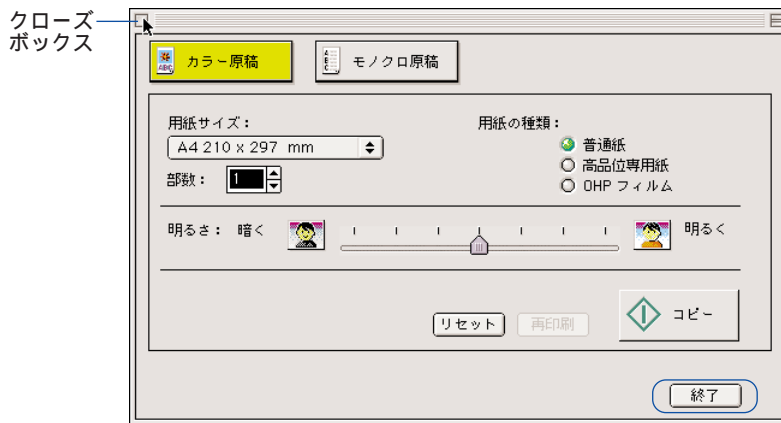 クローズ
ボックス
カラー原稿
モノクロ原稿
用紙サイズ：
A4 210 x 297 mm
部数：
1
用紙の種類：
普通紙
高品位専用紙
OHP フィルム
明るさ： 暗く
明るく
リセット
再印刷
コピー
終了